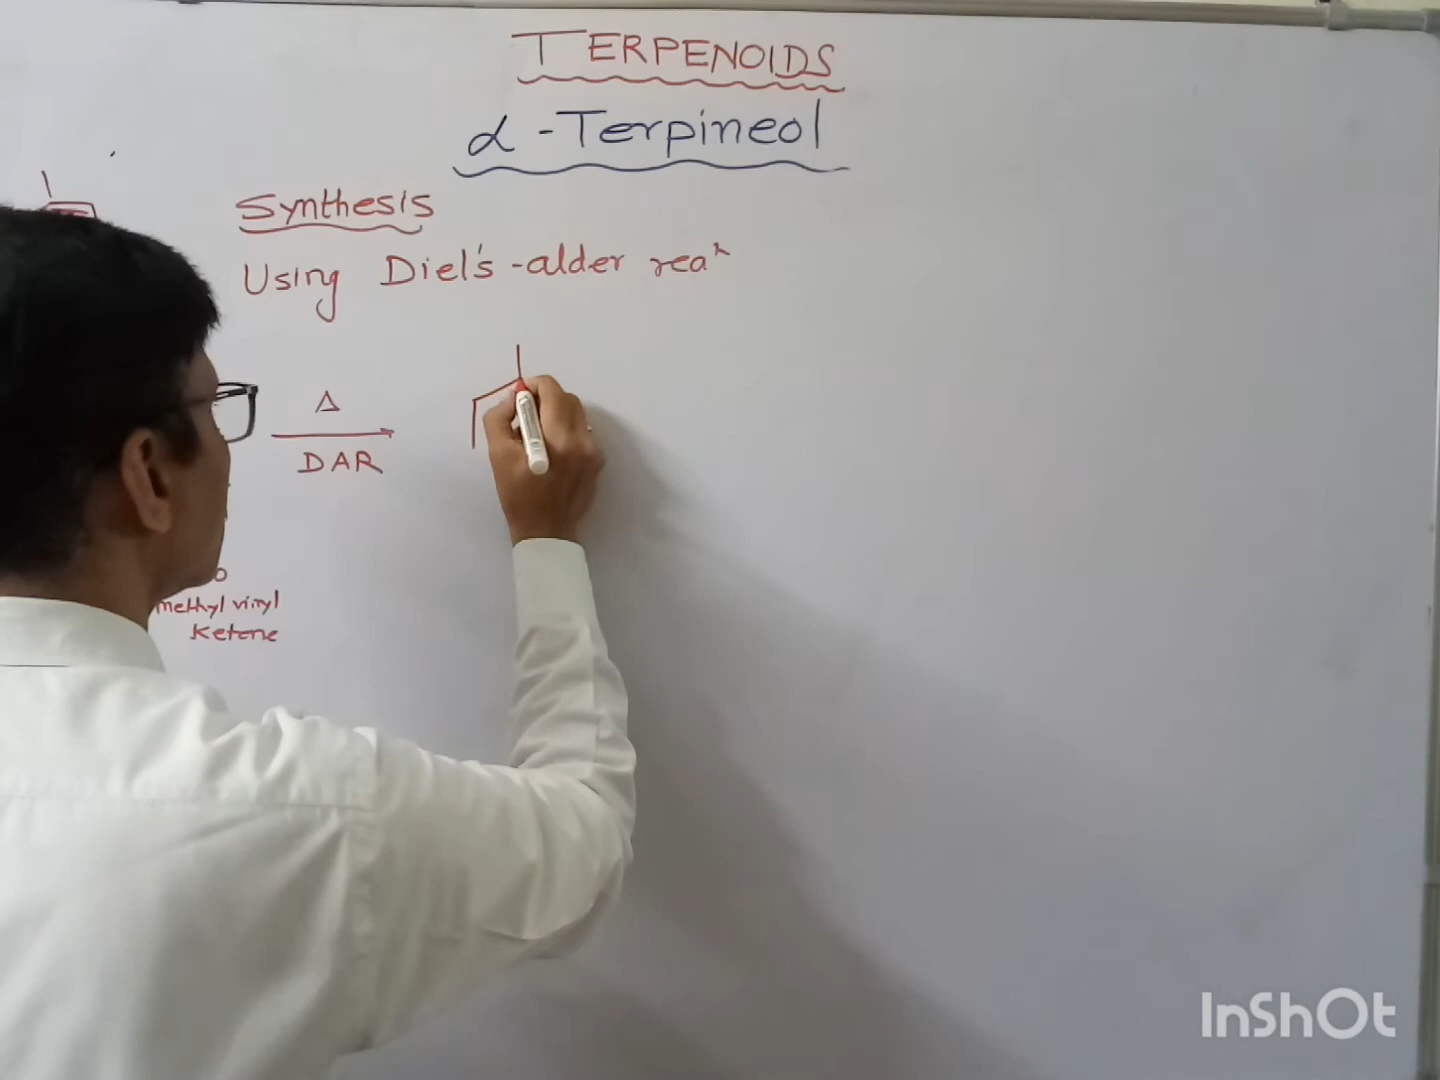 TERPENOIDS
α-Terpineol
Synthesis
Using Diel's-alder reaⁿ
Δ
DAR
methyl vinyl
Ketone
InShOt